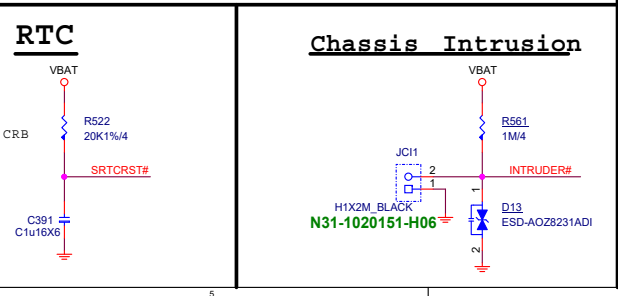 RTC
VBAT
R522
20K1%/4
CRB
SRTCRST#
C391
C1u16X6
Chassis Intrusion
VBAT
R561
1M/4
JCI1
2
INTRUDER#
1
1
H1X2M_BLACK
N31-1020151-H06
D13
ESD-AOZ8231ADI
2
5